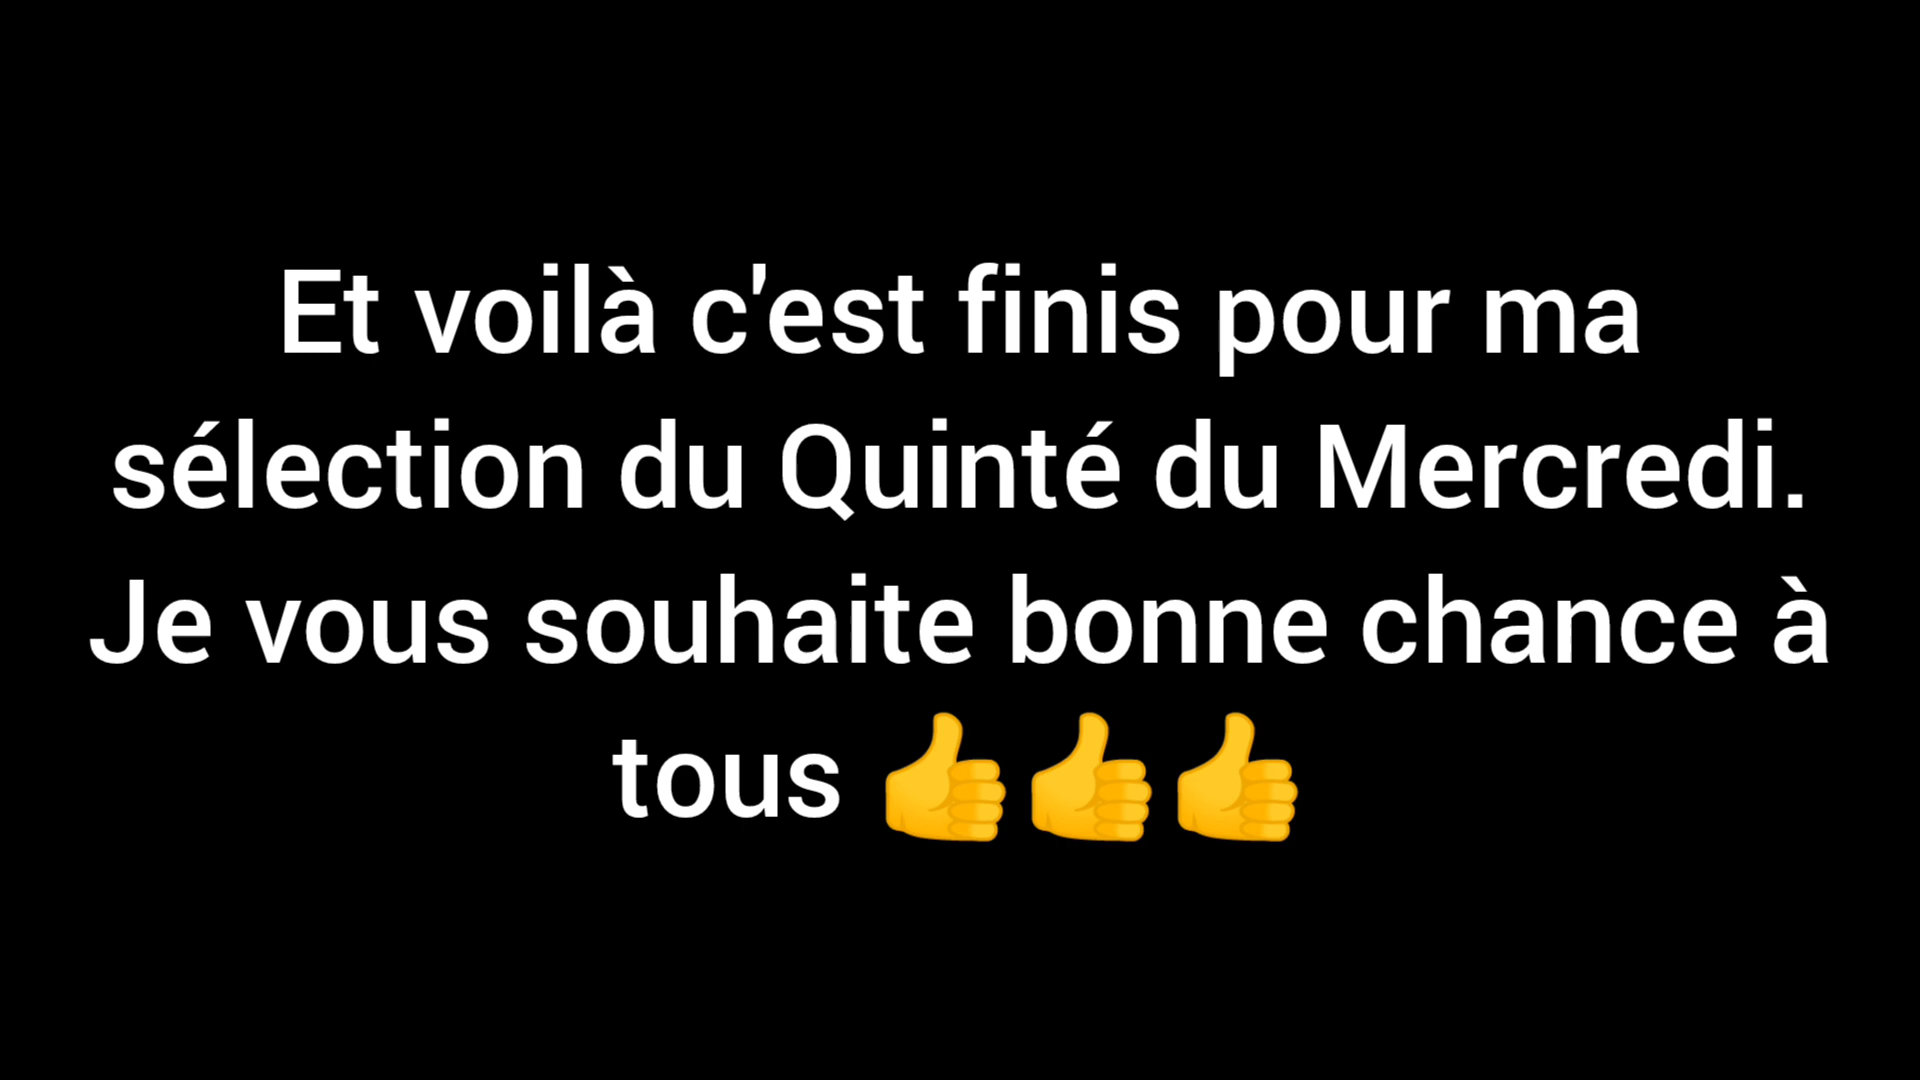 Et voilà c'est finis pour ma
sélection du Quinté du Mercredi.
Je vous souhaite bonne chance à
tous 👍👍👍